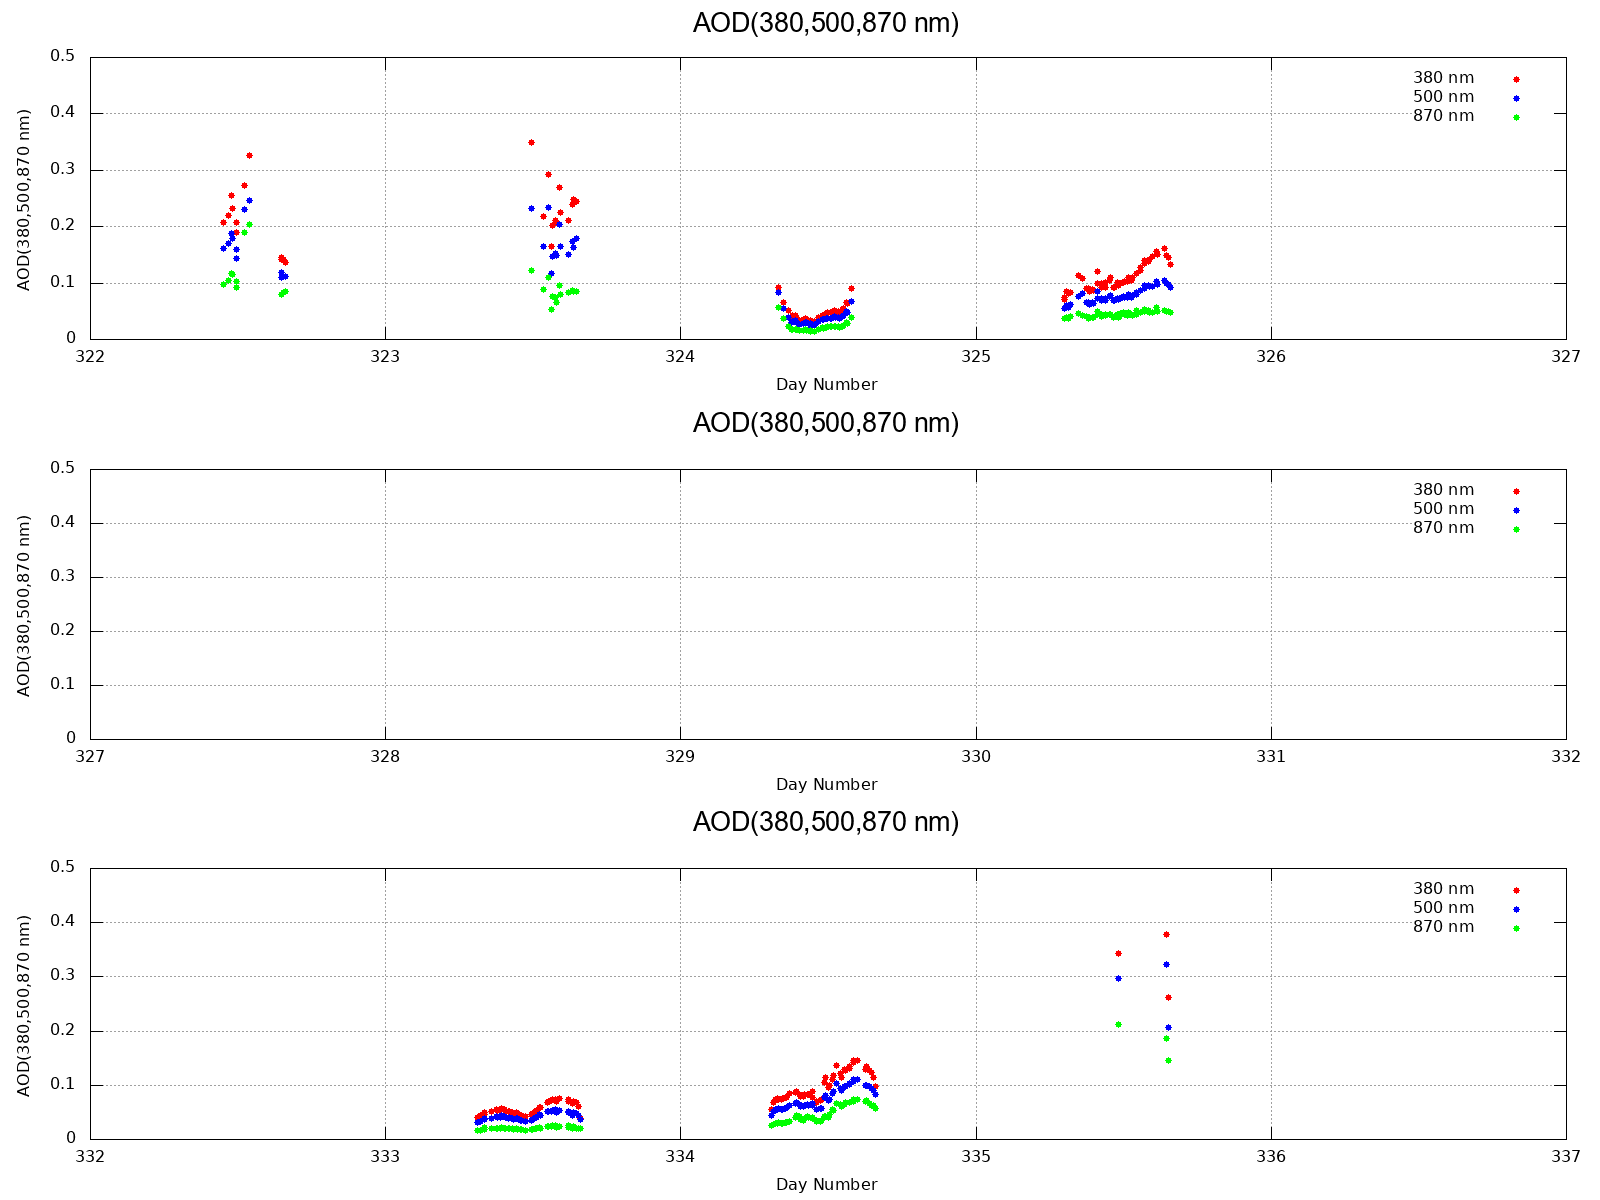 AOD(380,500,870 nm)
AOD(380,500,870 nm)
0.5
0.4
0.3
0.2
0.1
0
380 nm
500 nm
870 nm
322 323 324 325 326 327
Day Number
AOD(380,500,870 nm)
AOD(380,500,870 nm)
0.5
0.4
0.3
0.2
0.1
0
380 nm
500 nm
870 nm
327 328 329 330 331 332
Day Number
AOD(380,500,870 nm)
AOD(380,500,870 nm)
0.5
0.4
0.3
0.2
0.1
0
380 nm
500 nm
870 nm
332 333 334 335 336 337
Day Number